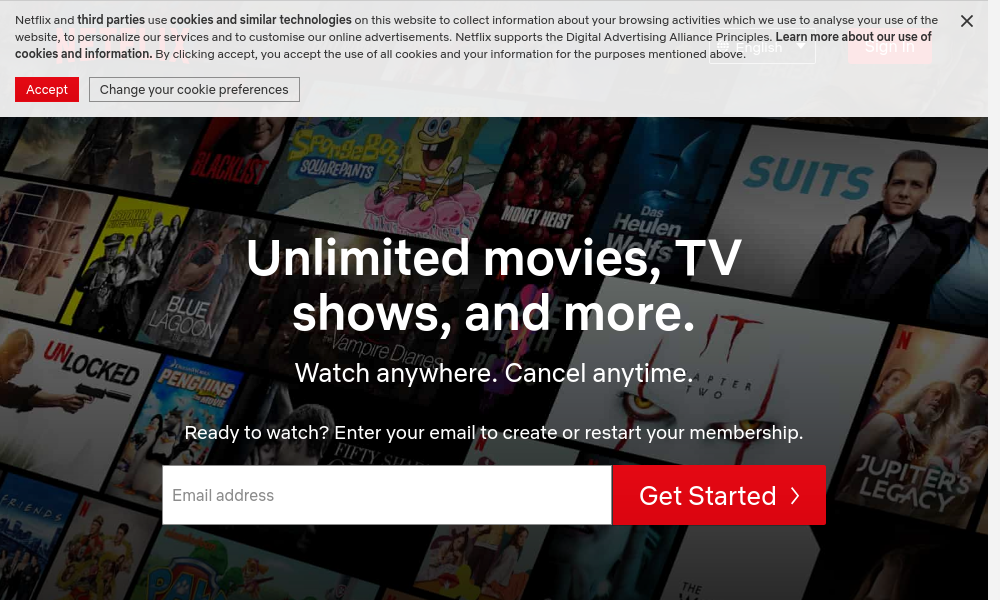 Netflix and third parties use cookies and similar technologies on this website to collect information about your browsing activities which we use to analyse your use of the
website, to personalize our services and to customise our online advertisements. Netflix supports the Digital Advertising Alliance Principles. Learn more about our use of
cookies and information. By clicking accept, you accept the use of all cookies and your information for the purposes mentioned above.
English
Sign In
Accept
Change your cookie preferences
BLACKLIST
SPONGEBOB
SQUAREPANTS
MONEY HEIST
Das
Heulen
Wölfs
SUITS
Unlimited movies, TV
shows, and more.
BLUE
LAGOON
Vampire Diaries
UNLOCKED
DreamWorks
PENGUINS
IT
CHAPTER
TWO
N
Watch anywhere. Cancel anytime.
Ready to watch? Enter your email to create or restart your membership.
FIFTY SHADES
JUPITER'S
LEGACY
Email address
Get Started
FRIENDS
PAW
THE